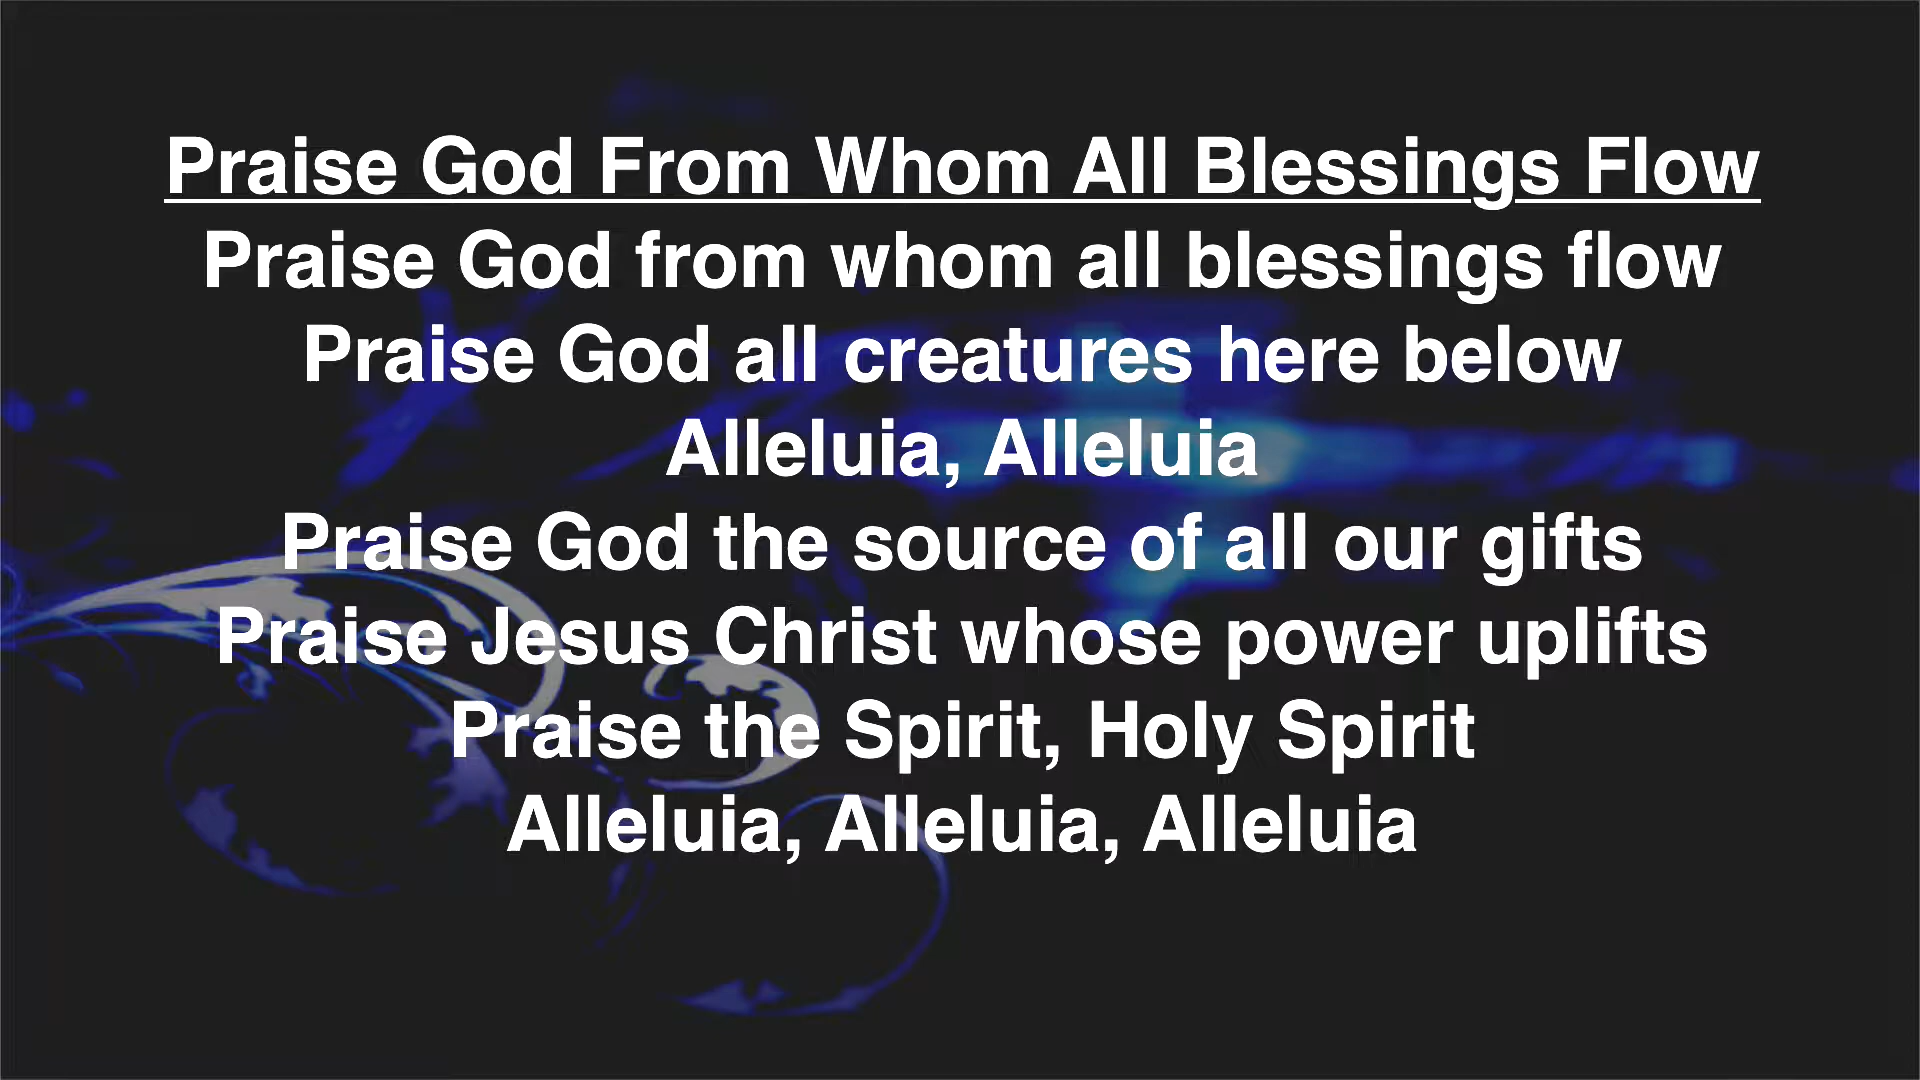 Praise God From Whom All Blessings Flow
Praise God from whom all blessings flow
Praise God all creatures here below
Alleluia, Alleluia
Praise God the source of all our gifts
Praise Jesus Christ whose power uplifts
Praise the Spirit, Holy Spirit
Alleluia, Alleluia, Alleluia